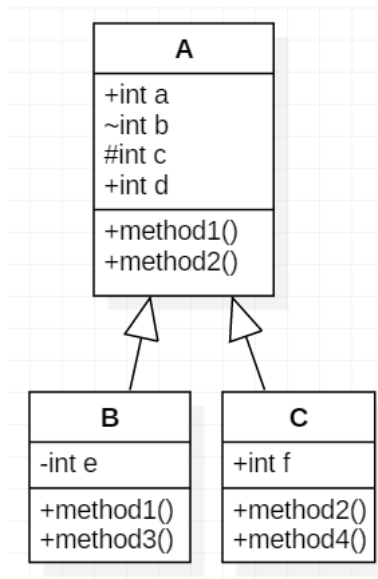 A
+int a
~int b
#int c
+int d
+method1()
+method2()
B
-int e
+method1()
+method3()
C
+int f
+method2()
+method4()